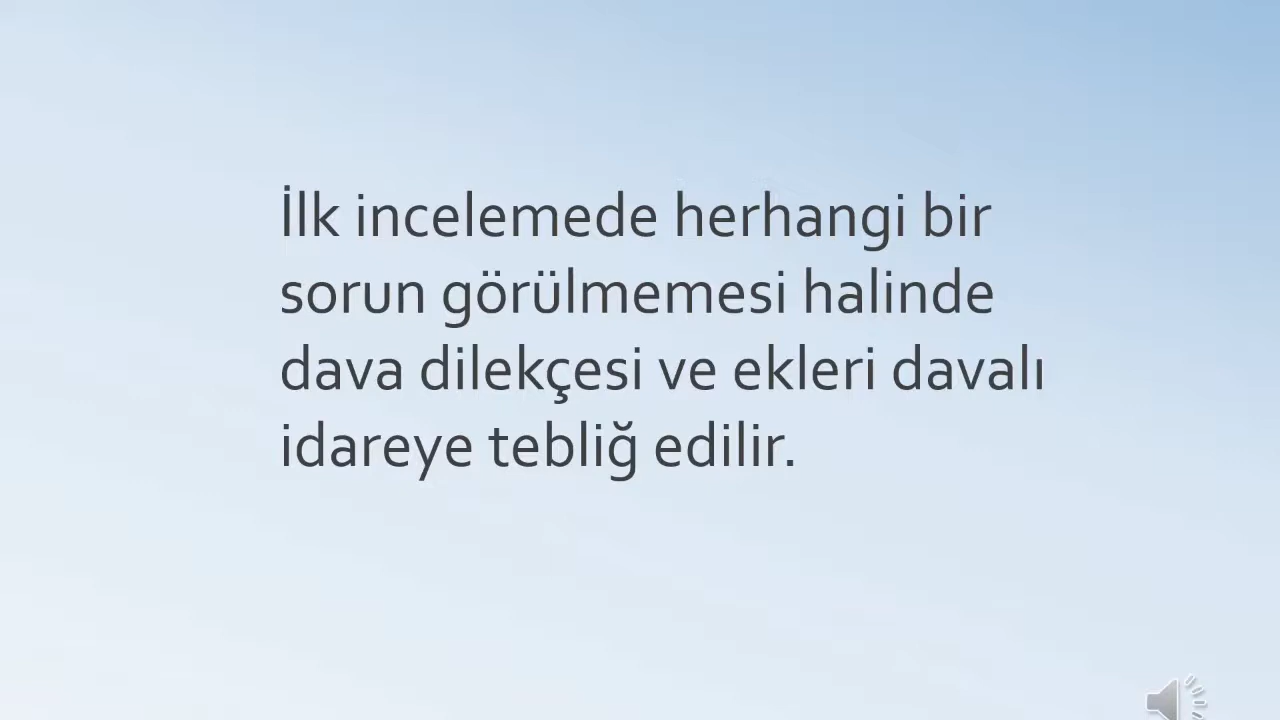 İlk incelemede herhangi bir
sorun görülmemesi halinde
dava dilekçesi ve ekleri davalı
idareye tebliğ edilir.